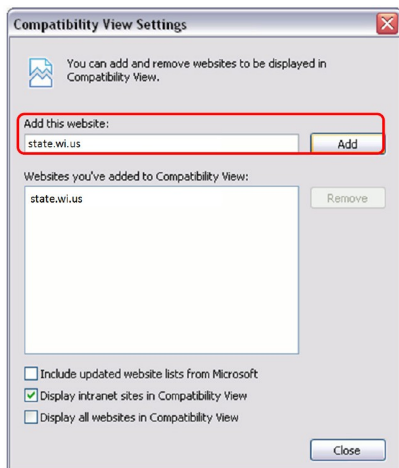 Compatibility View Settings
You can add and remove websites to be displayed in
Compatibility View.
Add this website:
state.wi.us
Add
Websites you've added to Compatibility View:
state.wi.us
Remove
Include updated website lists from Microsoft
Display intranet sites in Compatibility View
Display all websites in Compatibility View
Close